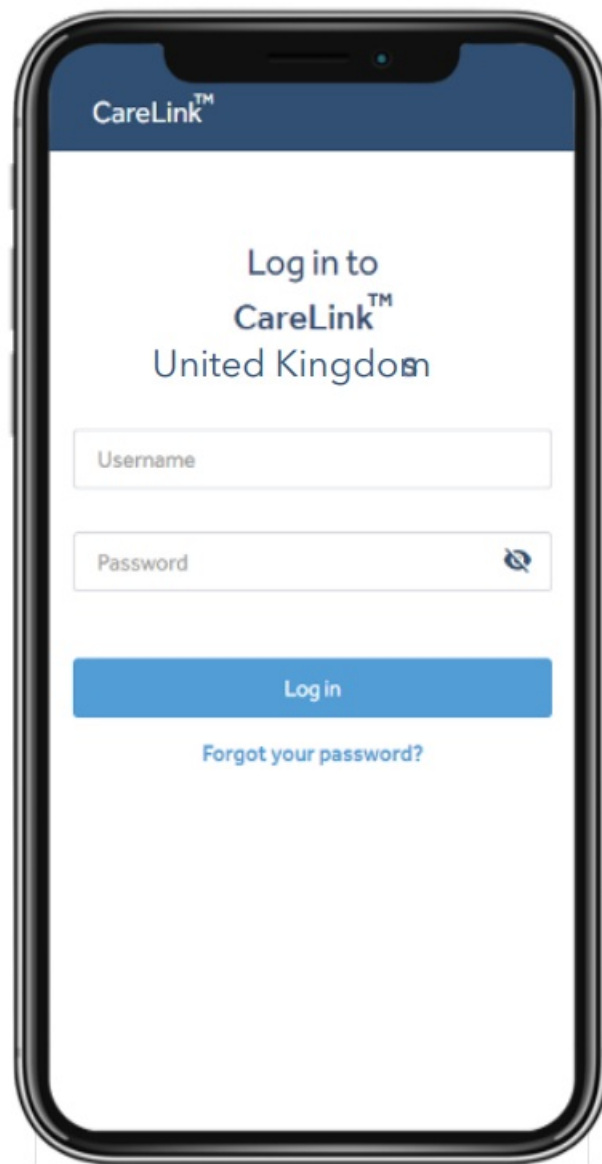 CareLink™
Log in to
CareLink™
United Kingdom
Username
Password
Log in
Forgot your password?